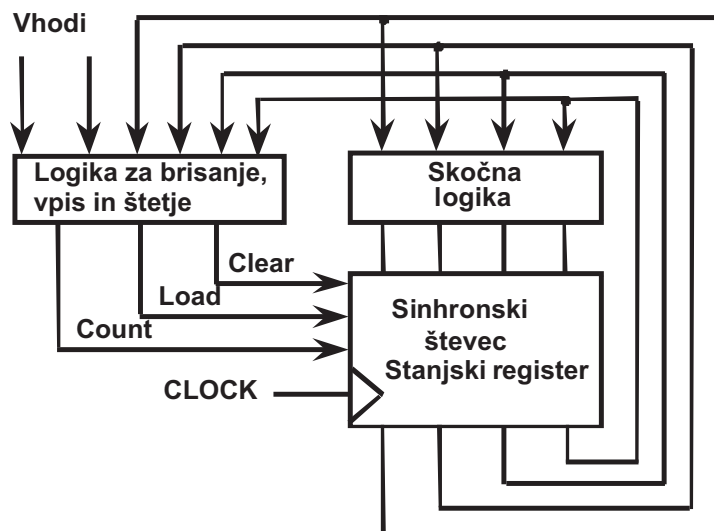 Vhodi
Logika za brisanje,
vpis in štetje
Skočna
logika
Clear
Load
Count
Sinhronski
števec
Stanjski register
CLOCK